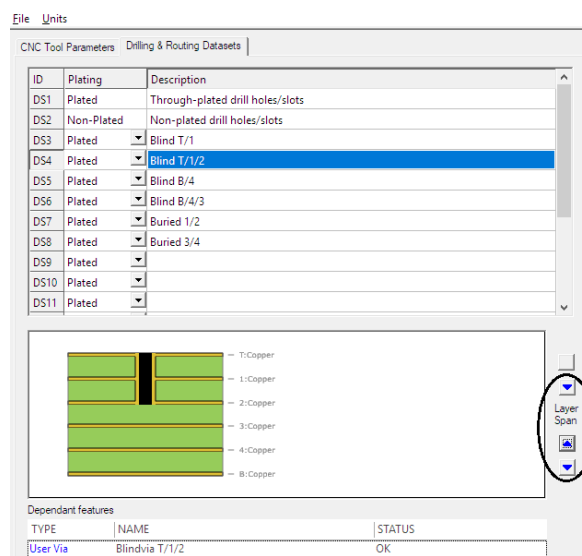 File Units
CNC Tool Parameters Drilling & Routing Datasets
ID Plating Description
DS1 Plated Through-plated drill holes/slots
DS2 Non-Plated Non-plated drill holes/slots
DS3 Plated Blind T/1
DS4 Plated Blind T/1/2
DS5 Plated Blind B/4
DS6 Plated Blind B/4/3
DS7 Plated Buried 1/2
DS8 Plated Buried 3/4
DS9 Plated
DS10 Plated
DS11 Plated
T:Copper
1:Copper
2:Copper
3:Copper
4:Copper
B:Copper
Layer
Span
Dependant features
TYPE NAME STATUS
User Via Blindvia T/1/2 OK